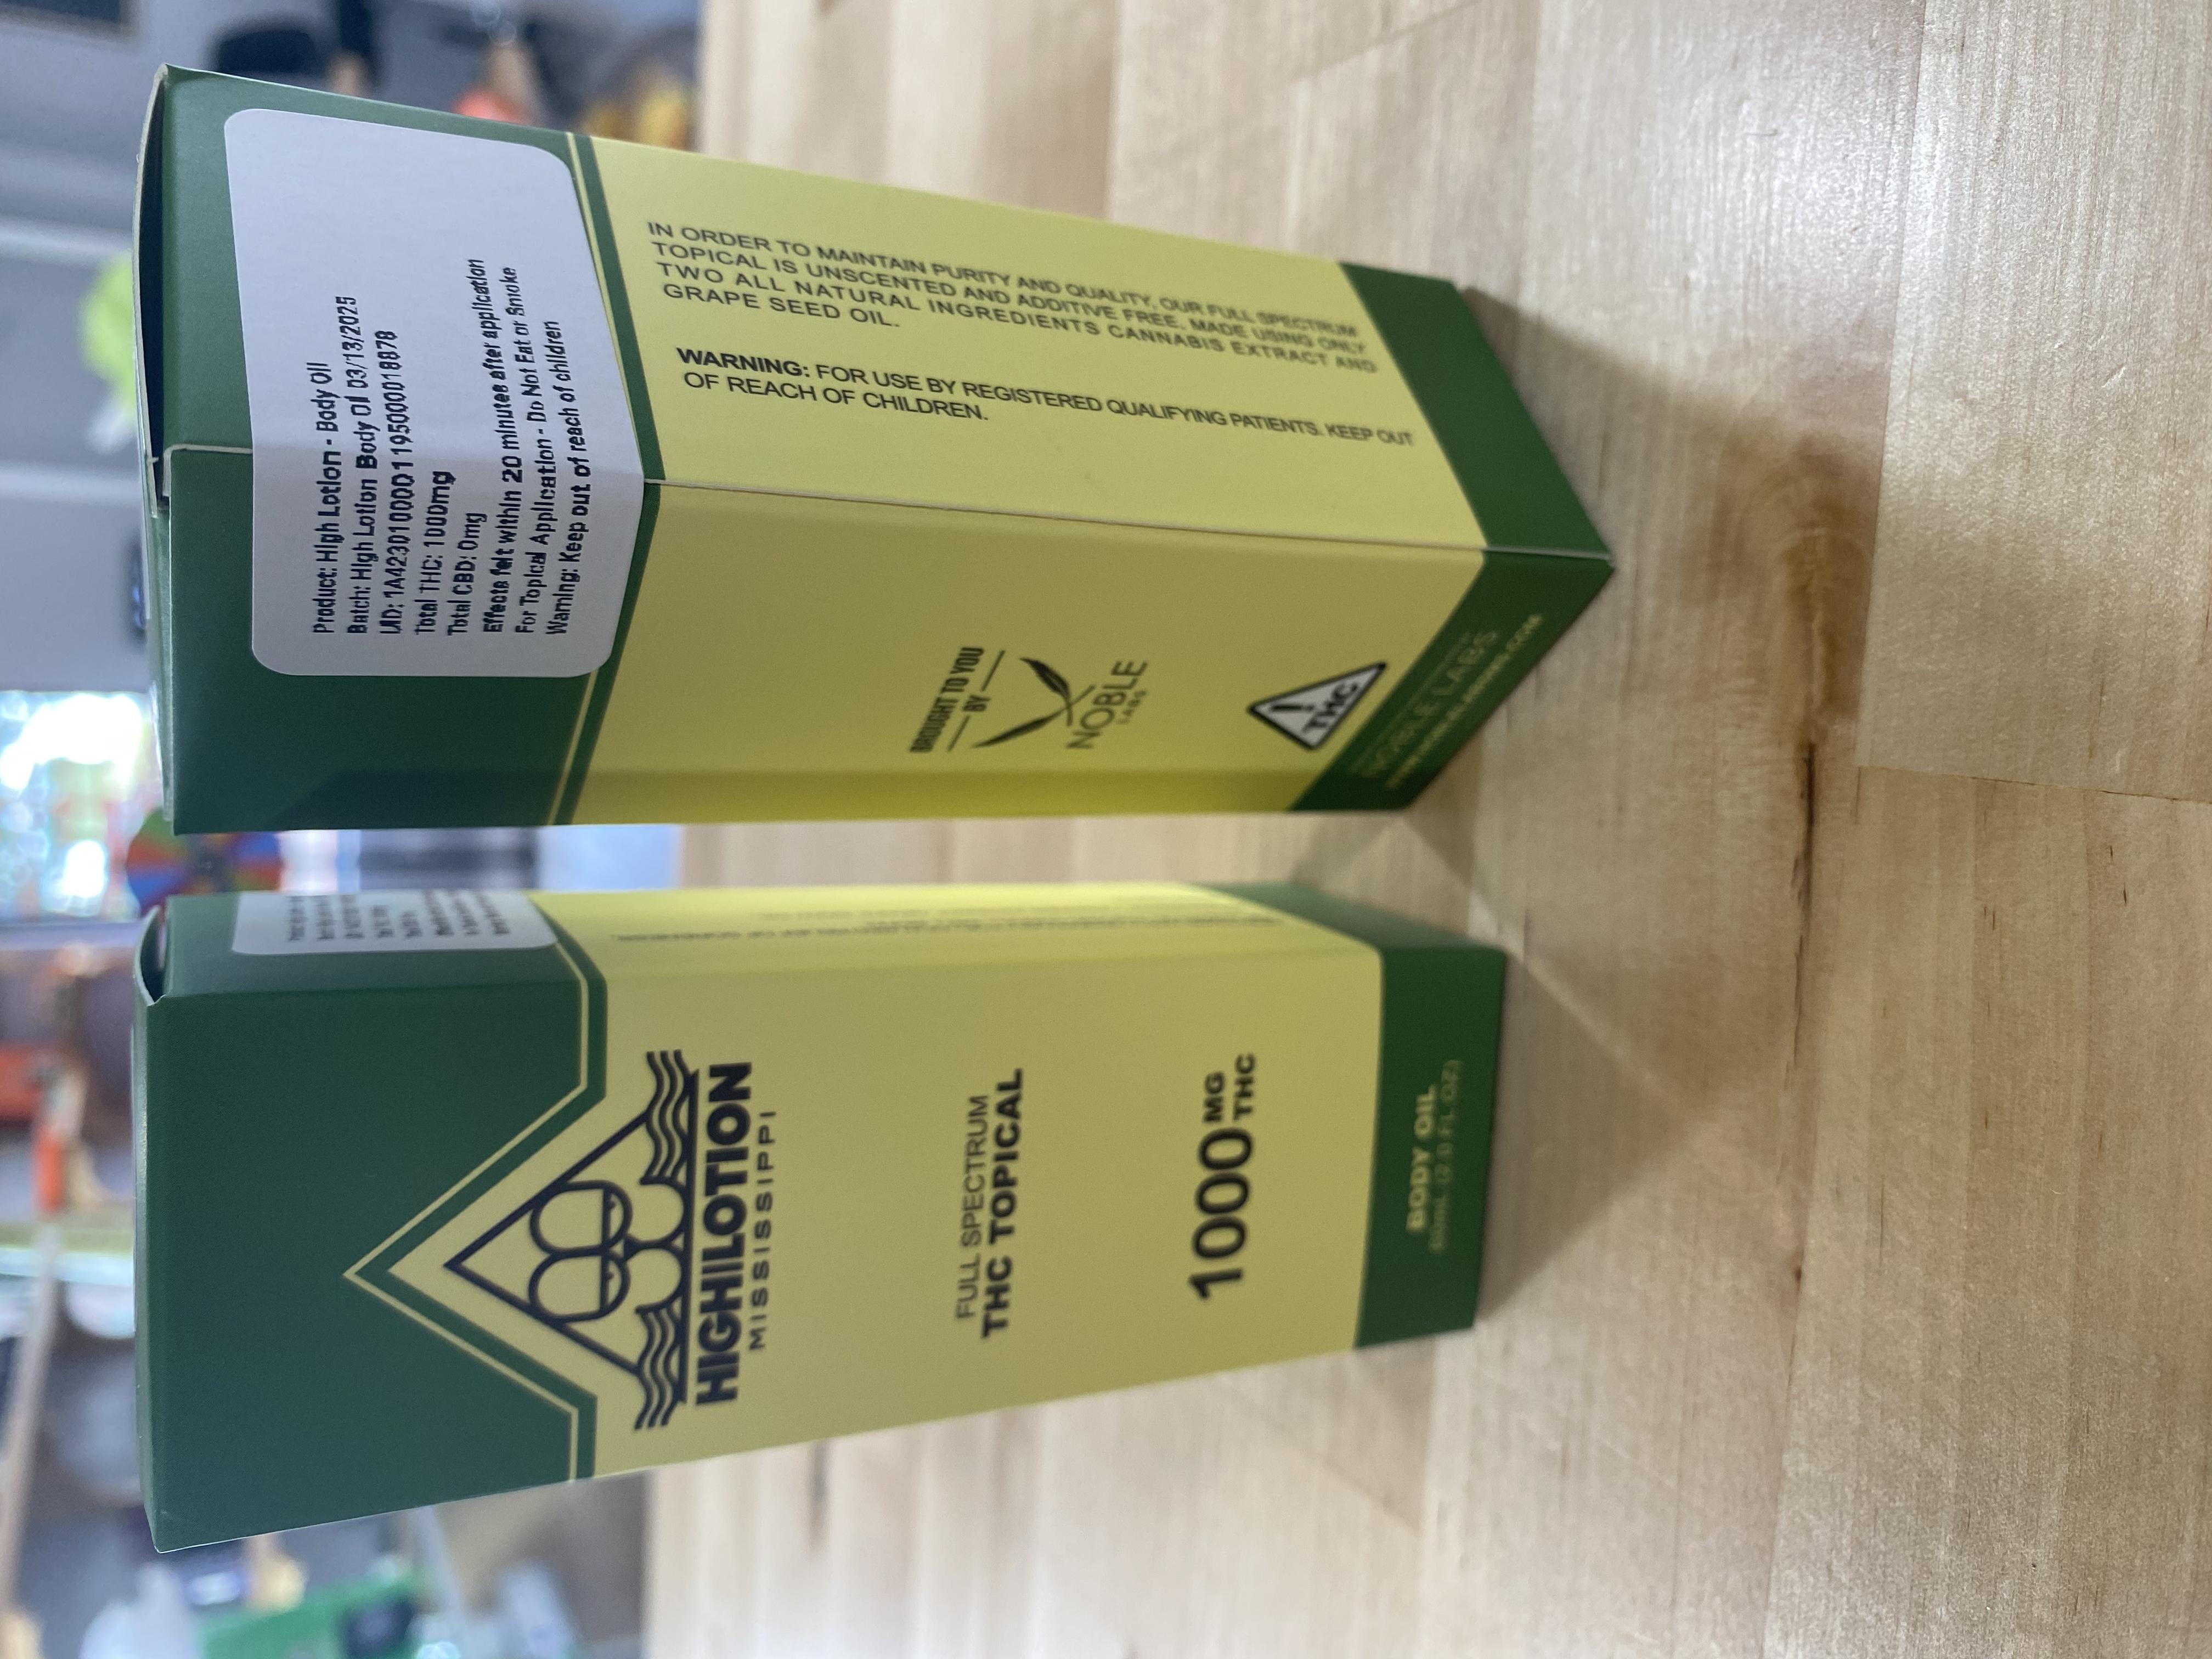 HIGHLOTION
MISSISSIPPI
FULL SPECTRUM
THC TOPICAL
1000 MG
THC
BODY OIL
(2.0 FL OZ)
Product: High Lotion - Body Oil
Batch: High Lotion Body Oil 03/13/2025
UID: 1A4230100001195000018878
Total THC: 1000mg
Total CBD: 0mg
Effects felt within 20 minutes after application
For Topical Application - Do Not Eat or Smoke
Warning: Keep out of reach of children
IN ORDER TO MAINTAIN PURITY AND QUALITY, OUR FULL SPECTRUM
TOPICAL IS UNSCENTED AND ADDITIVE FREE. MADE USING ONLY
TWO ALL NATURAL INGREDIENTS CANNABIS EXTRACT AND
GRAPE SEED OIL.
WARNING: FOR USE BY REGISTERED QUALIFYING PATIENTS. KEEP OUT
OF REACH OF CHILDREN.
BROUGHT TO YOU
BY
NOBLE
LABS
!
THC
NOBLE LABS